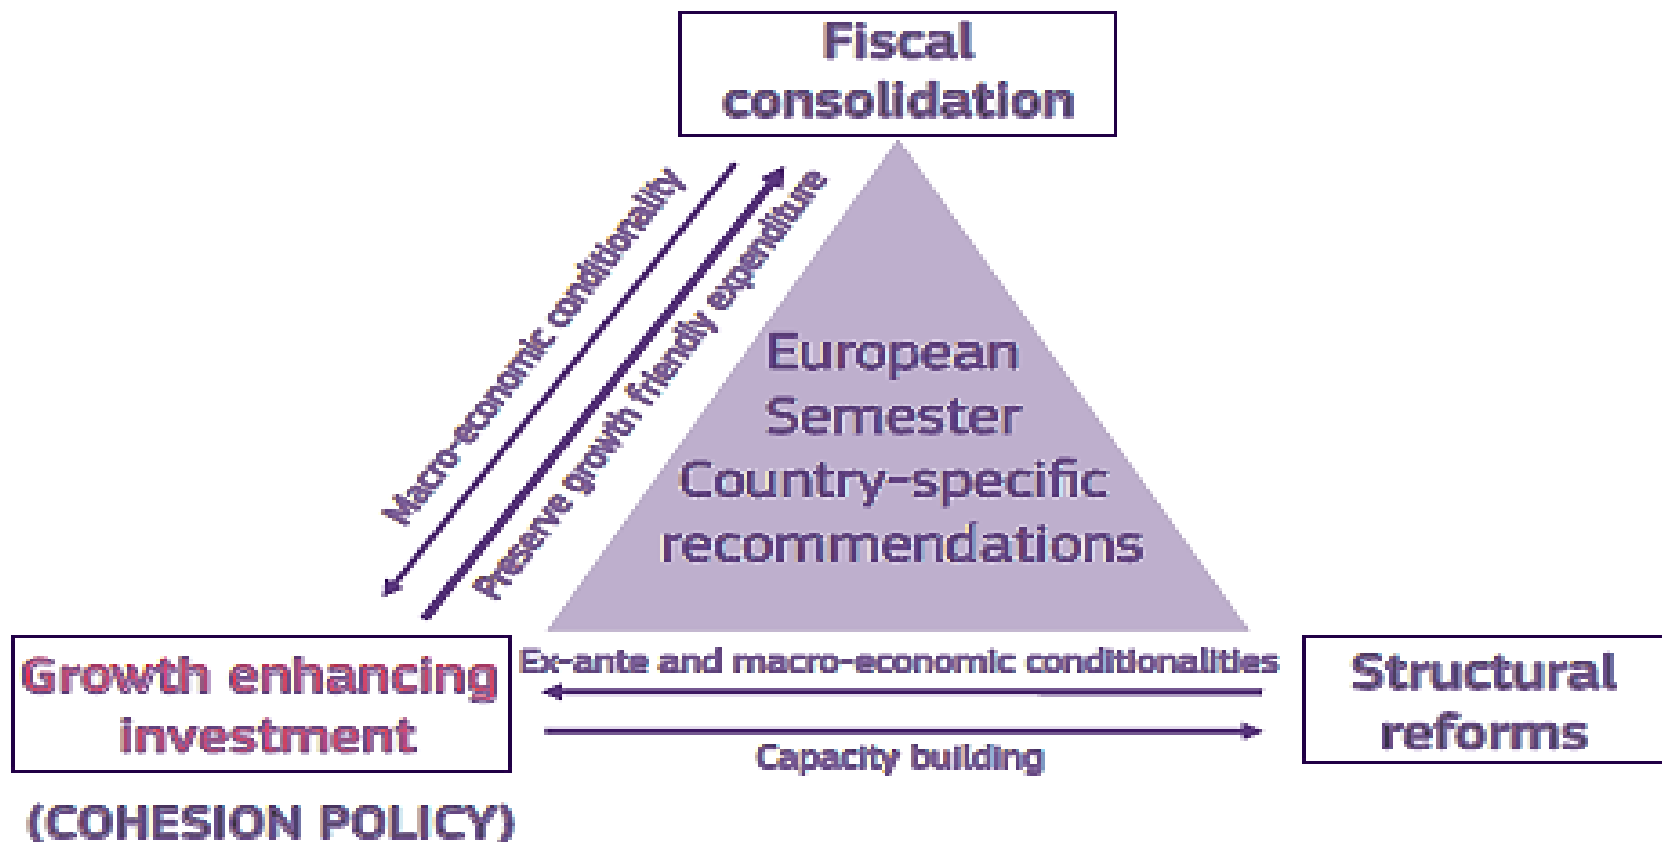 Fiscal
consolidation
Macro-economic conditionality
Preserve growth friendly expenditure
European
Semester
Country-specific
recommendations
Growth enhancing
investment
(COHESION POLICY)
Ex-ante and macro-economic conditionalities
Capacity building
Structural
reforms